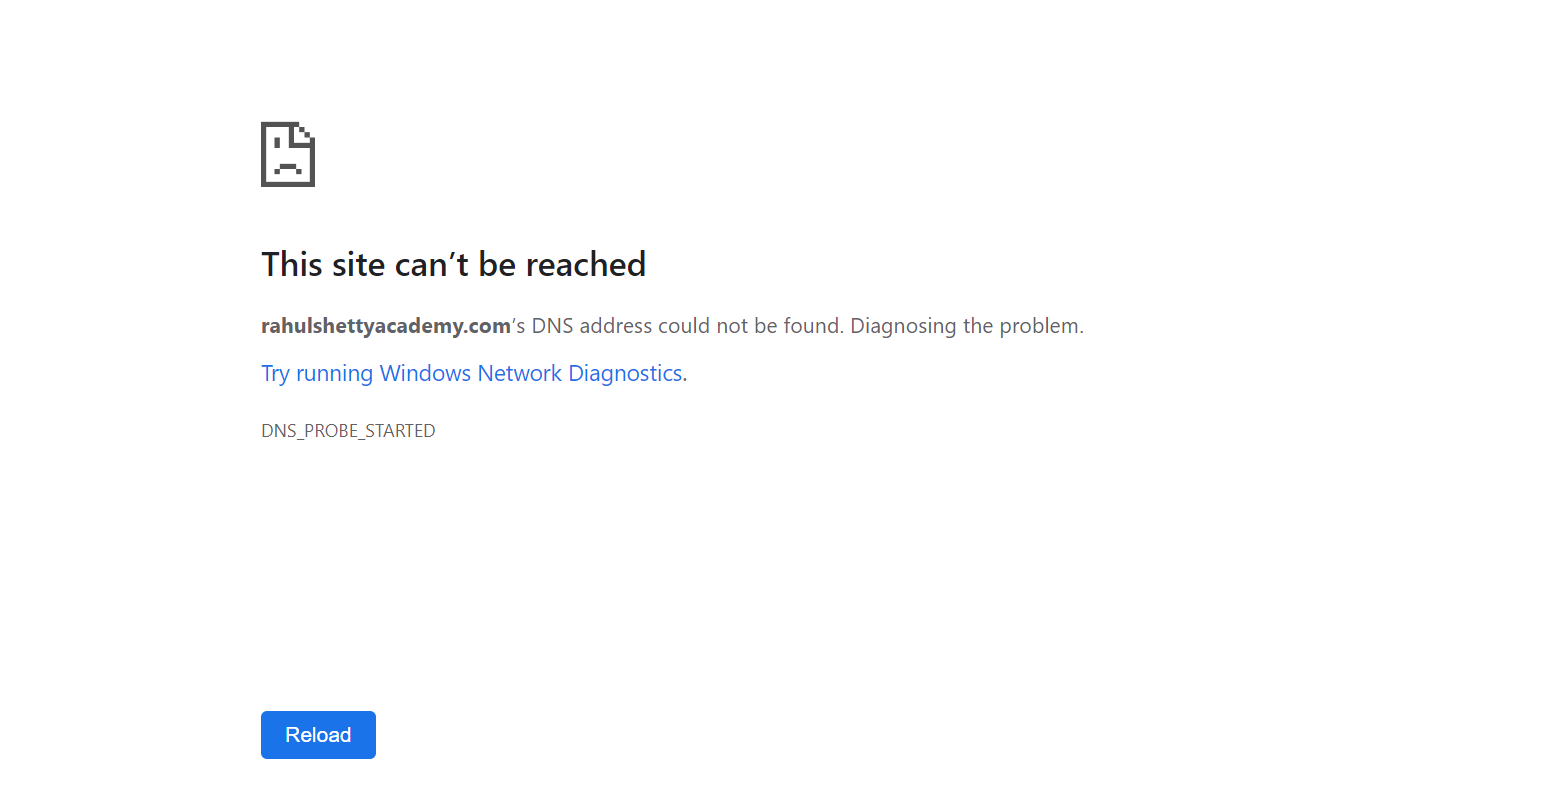 This site can’t be reached
rahulshettyacademy.com’s DNS address could not be found. Diagnosing the problem.
Try running Windows Network Diagnostics.
DNS_PROBE_STARTED
Reload